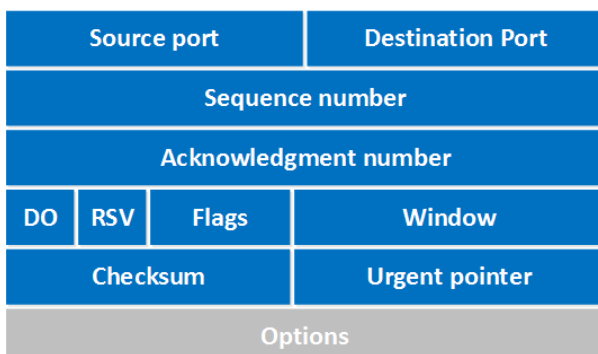 Source port Destination Port
Sequence number
Acknowledgment number
DO RSV Flags Window
Checksum Urgent pointer
Options